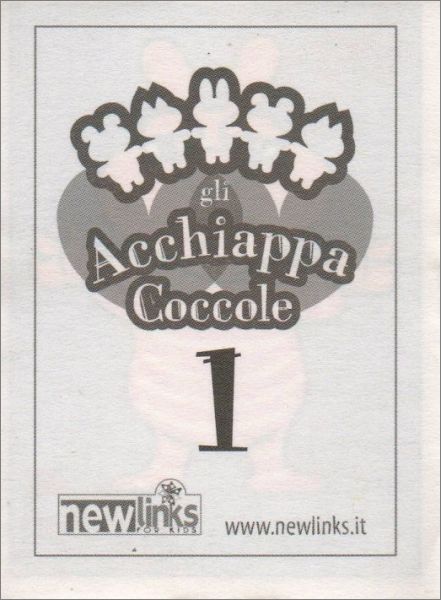 gli
Acchiappa
Coccole
1
newlinks
FOR KIDS
www.newlinks.it